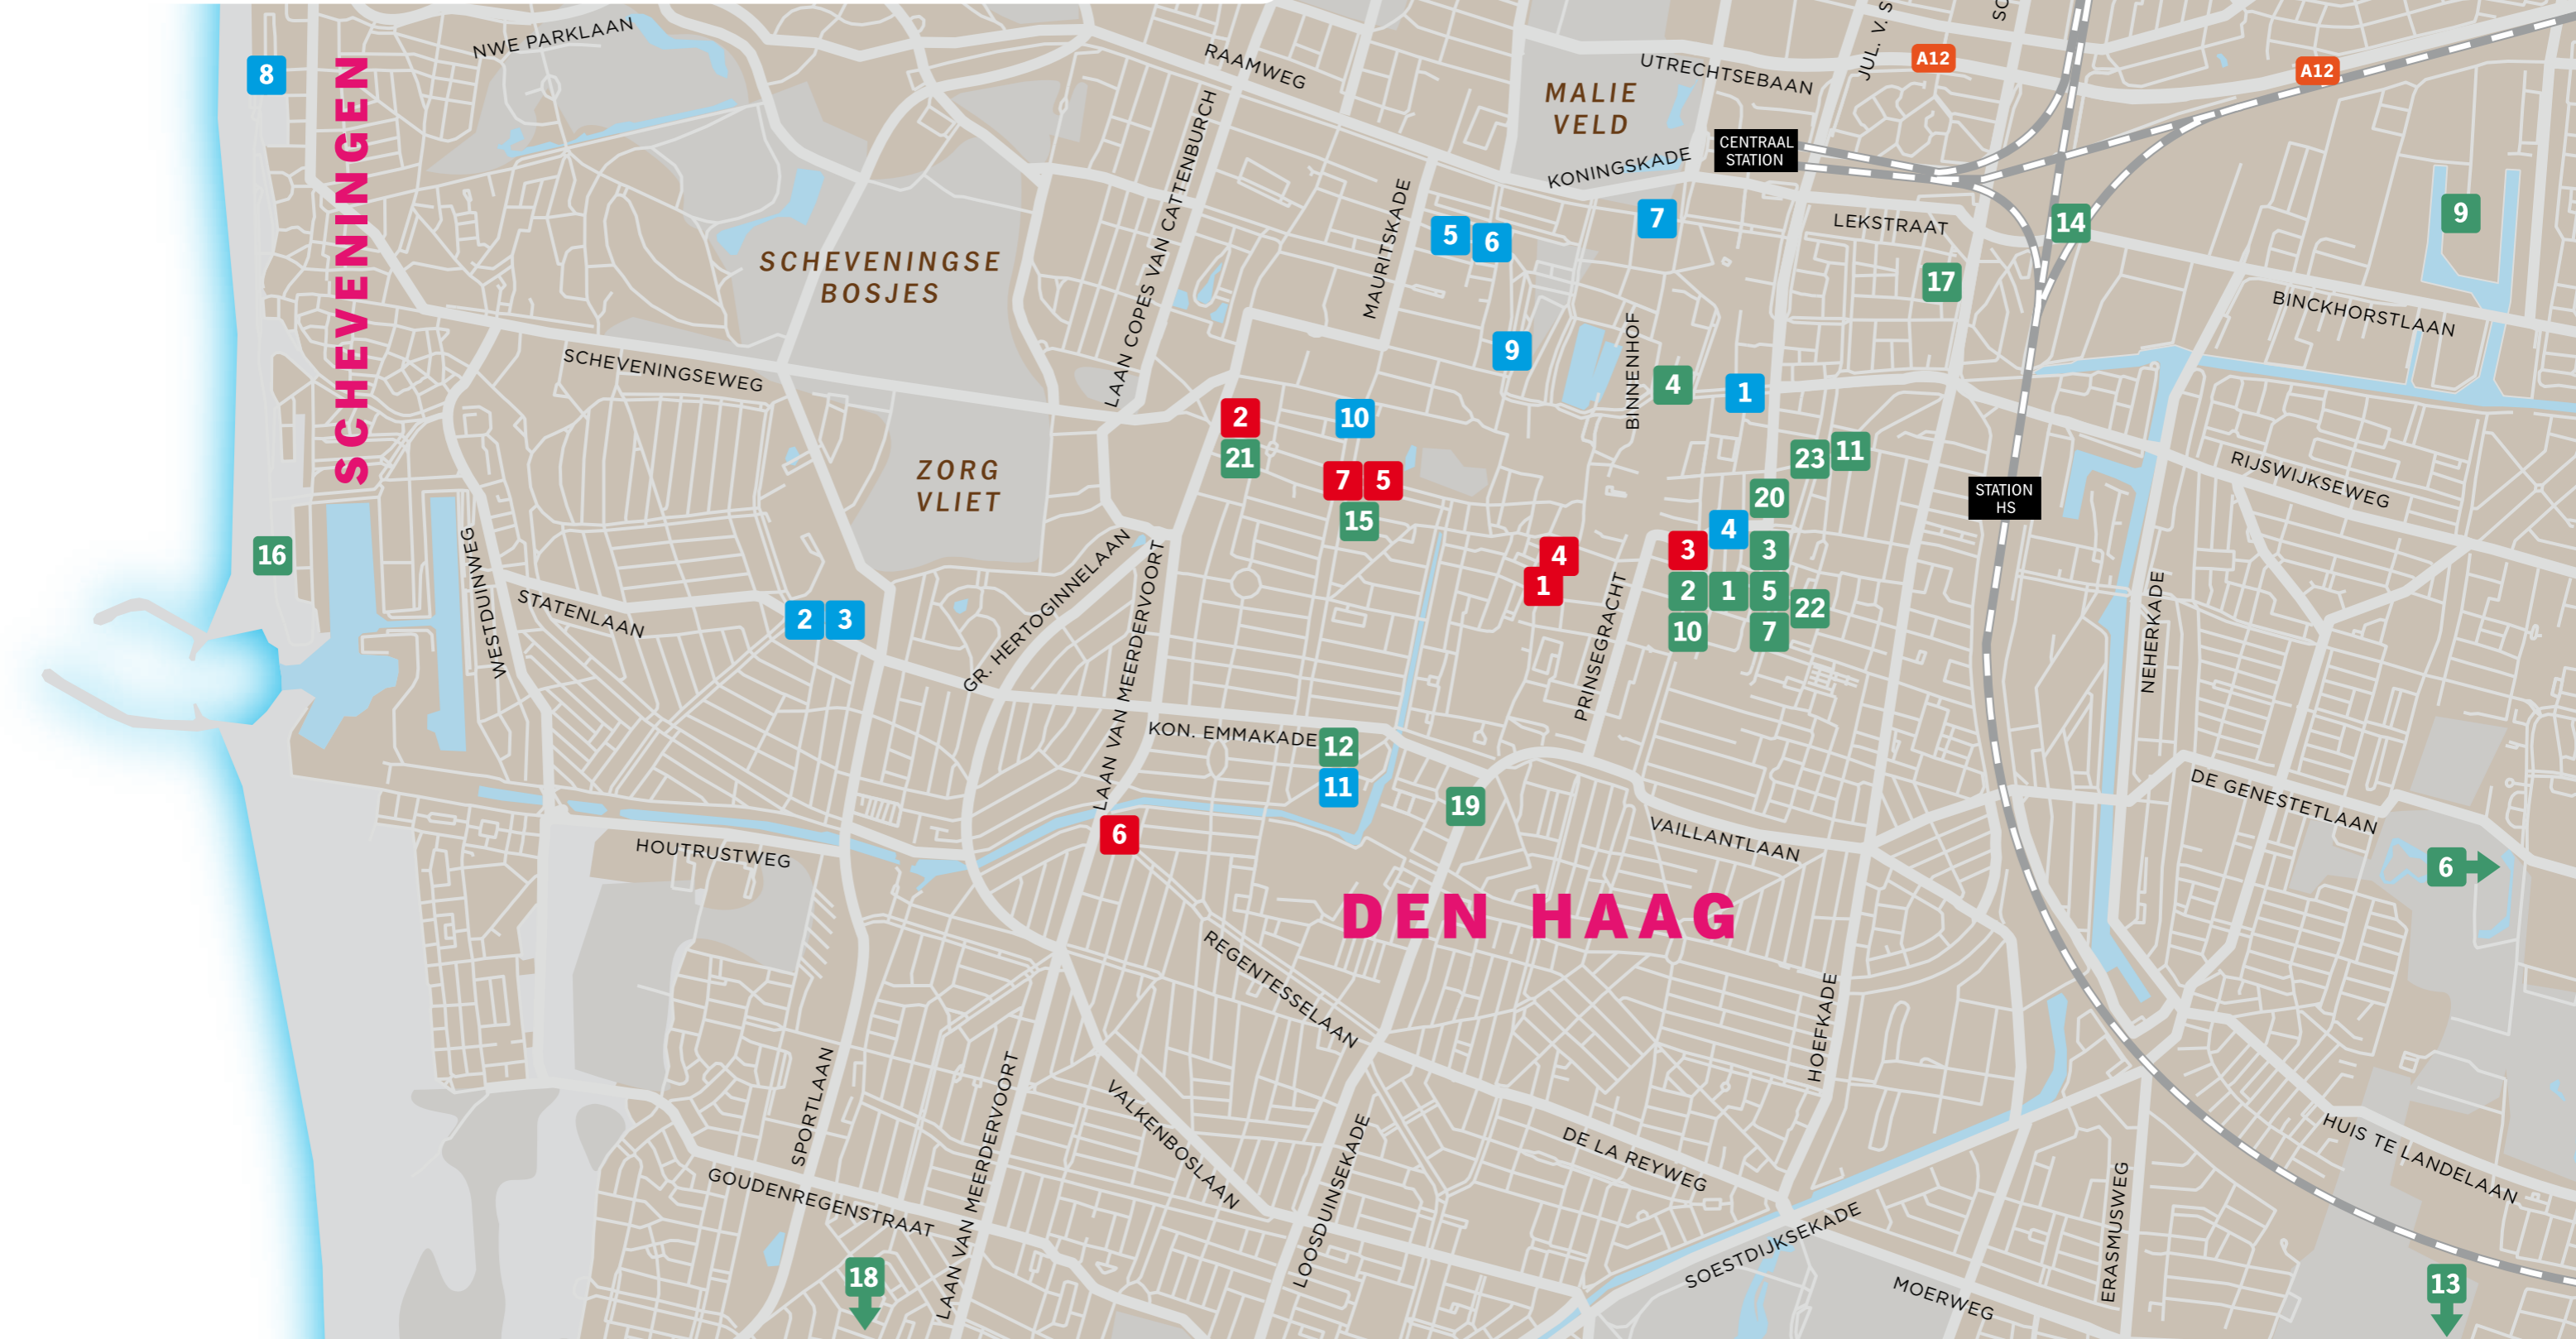 NWE PARKLAAN
RAAMWEG
UTRECHTSEBAAN
JUL. V. S
SC
A12
A12
8
SCHEVENINGEN
MALIE
VELD
CENTRAAL
STATION
KONINGSKADE
LAAN COPES VAN CATTENBURCH
MAURITSKADE
5
6
7
LEKSTRAAT
14
9
17
SCHEVENINGSE
BOSJES
BINCKHORSTLAAN
SCHEVENINGSEWEG
9
BINNENHOF
4
1
2
10
21
23
11
RIJSWIJKSEWEG
ZORG
VLIET
7
5
15
20
STATION
HS
16
WESTDUINWEG
STATENLAAN
2
3
GR. HERTOGINNELAAN
LAAN VAN MEERDERVOORT
4
1
PRINSEGRACHT
3
4
3
2
1
5
22
10
7
NEHERKADE
KON. EMMAKADE
12
11
19
DE GENESTETLAAN
HOUTRUSTWEG
6
VAILLANTLAAN
6
DEN HAAG
REGENTESSELAAN
HOEFKADE
SPORTLAAN
LAAN VAN MEERDERVOORT
VALKENBOSLAAN
LOOSDUINSEKADE
DE LA REYWEG
HUIS TE LANDELAAN
GOUDENREGENSTRAAT
SOESTDIJKSEKADE
ERASMUSWEG
18
MOERWEG
13